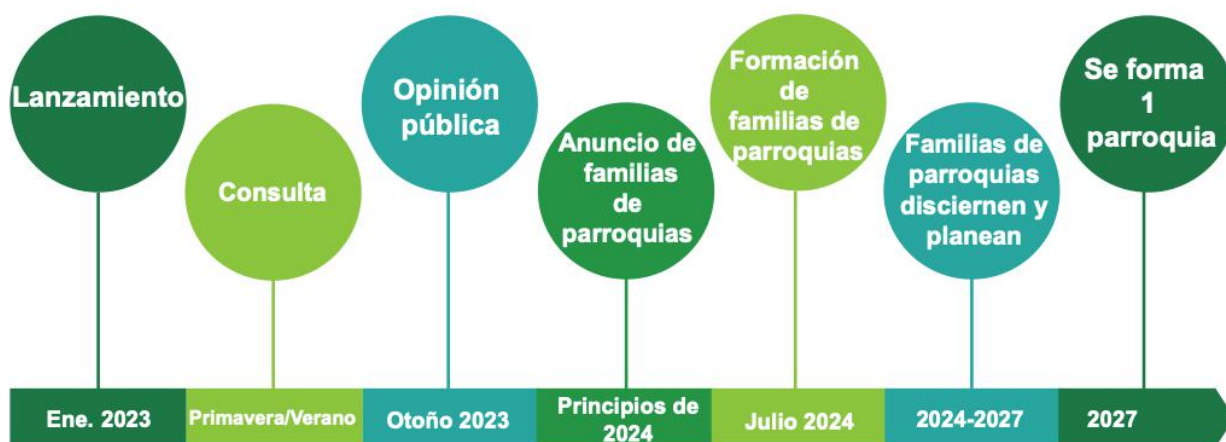 Lanzamiento
Consulta
Opinión
pública
Anuncio de
familias
de
parroquias
Formación
de
familias de
parroquias
Familias de
parroquias
disciernen y
planean
Se forma
1
parroquia
Ene. 2023
Primavera/Verano
Otoño 2023
Principios de
2024
Julio 2024
2024-2027
2027